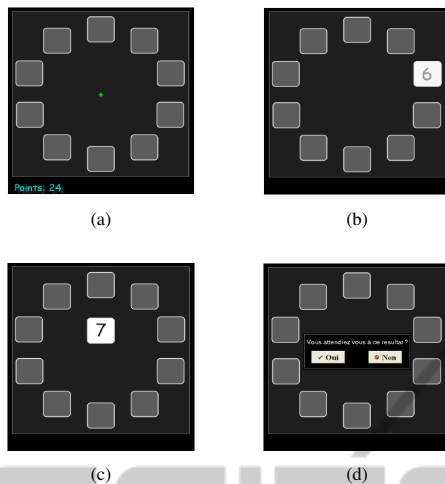 Points: 24
(a)
6
(b)
7
(c)
Vous attendiez vous à ce resultat ?
Oui
Non
(d)